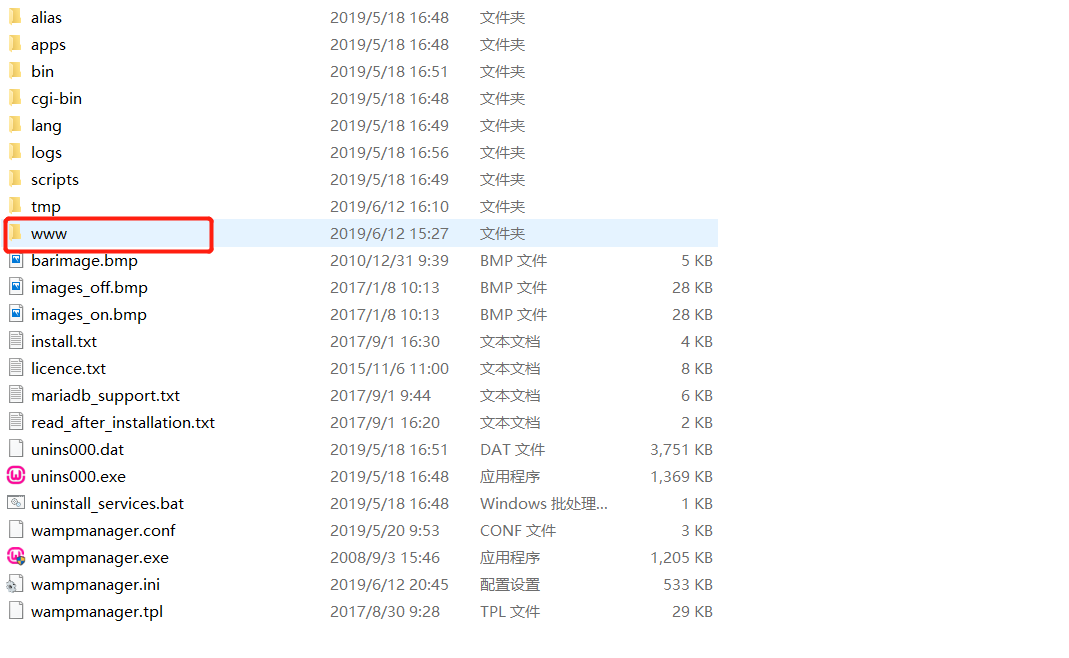 alias 2019/5/18 16:48 文件夹
apps 2019/5/18 16:48 文件夹
bin 2019/5/18 16:51 文件夹
cgi-bin 2019/5/18 16:48 文件夹
lang 2019/5/18 16:49 文件夹
logs 2019/5/18 16:56 文件夹
scripts 2019/5/18 16:49 文件夹
tmp 2019/6/12 16:10 文件夹
www 2019/6/12 15:27 文件夹
barimage.bmp 2010/12/31 9:39 BMP 文件 5 KB
images_off.bmp 2017/1/8 10:13 BMP 文件 28 KB
images_on.bmp 2017/1/8 10:13 BMP 文件 28 KB
install.txt 2017/9/1 16:30 文本文档 4 KB
licence.txt 2015/11/6 11:00 文本文档 8 KB
mariadb_support.txt 2017/9/1 9:44 文本文档 6 KB
read_after_installation.txt 2017/9/1 16:20 文本文档 2 KB
unins000.dat 2019/5/18 16:51 DAT 文件 3,751 KB
unins000.exe 2019/5/18 16:48 应用程序 1,369 KB
uninstall_services.bat 2019/5/18 16:48 Windows 批处理... 1 KB
wampmanager.conf 2019/5/20 9:53 CONF 文件 3 KB
wampmanager.exe 2008/9/3 15:46 应用程序 1,205 KB
wampmanager.ini 2019/6/12 20:45 配置设置 533 KB
wampmanager.tpl 2017/8/30 9:28 TPL 文件 29 KB